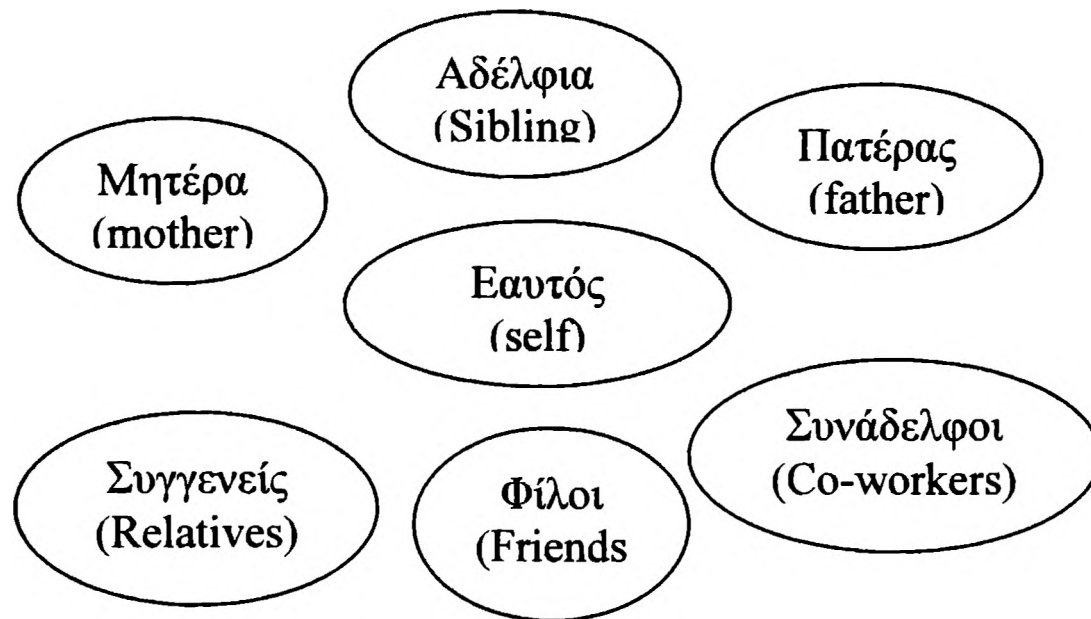 Αδέλφια
(Sibling)
Μητέρα
(mother)
Πατέρας
(father)
Εαυτός
(self)
Συγγενείς
(Relatives)
Φίλοι
(Friends
Συνάδελφοι
(Co-workers)